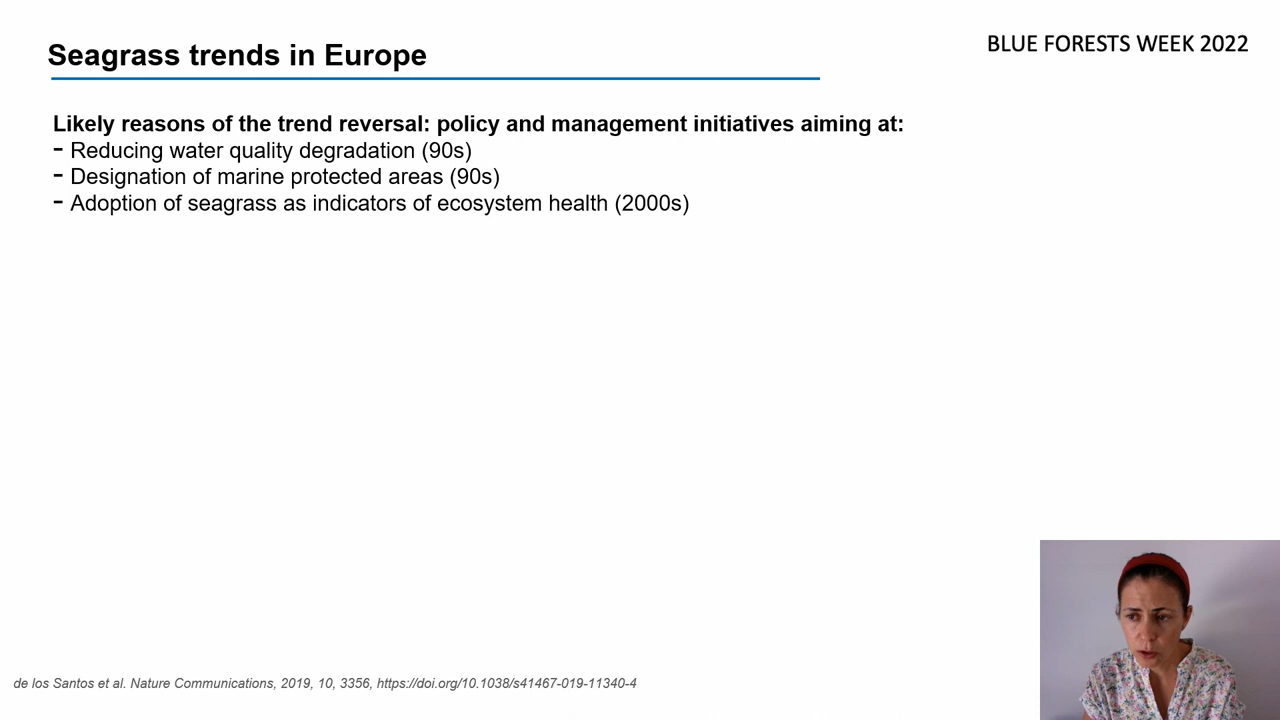 Seagrass trends in Europe
BLUE FORESTS WEEK 2022
Likely reasons of the trend reversal: policy and management initiatives aiming at:
- Reducing water quality degradation (90s)
- Designation of marine protected areas (90s)
- Adoption of seagrass as indicators of ecosystem health (2000s)
de los Santos et al. Nature Communications, 2019, 10, 3356, https://doi.org/10.1038/s41467-019-11340-4